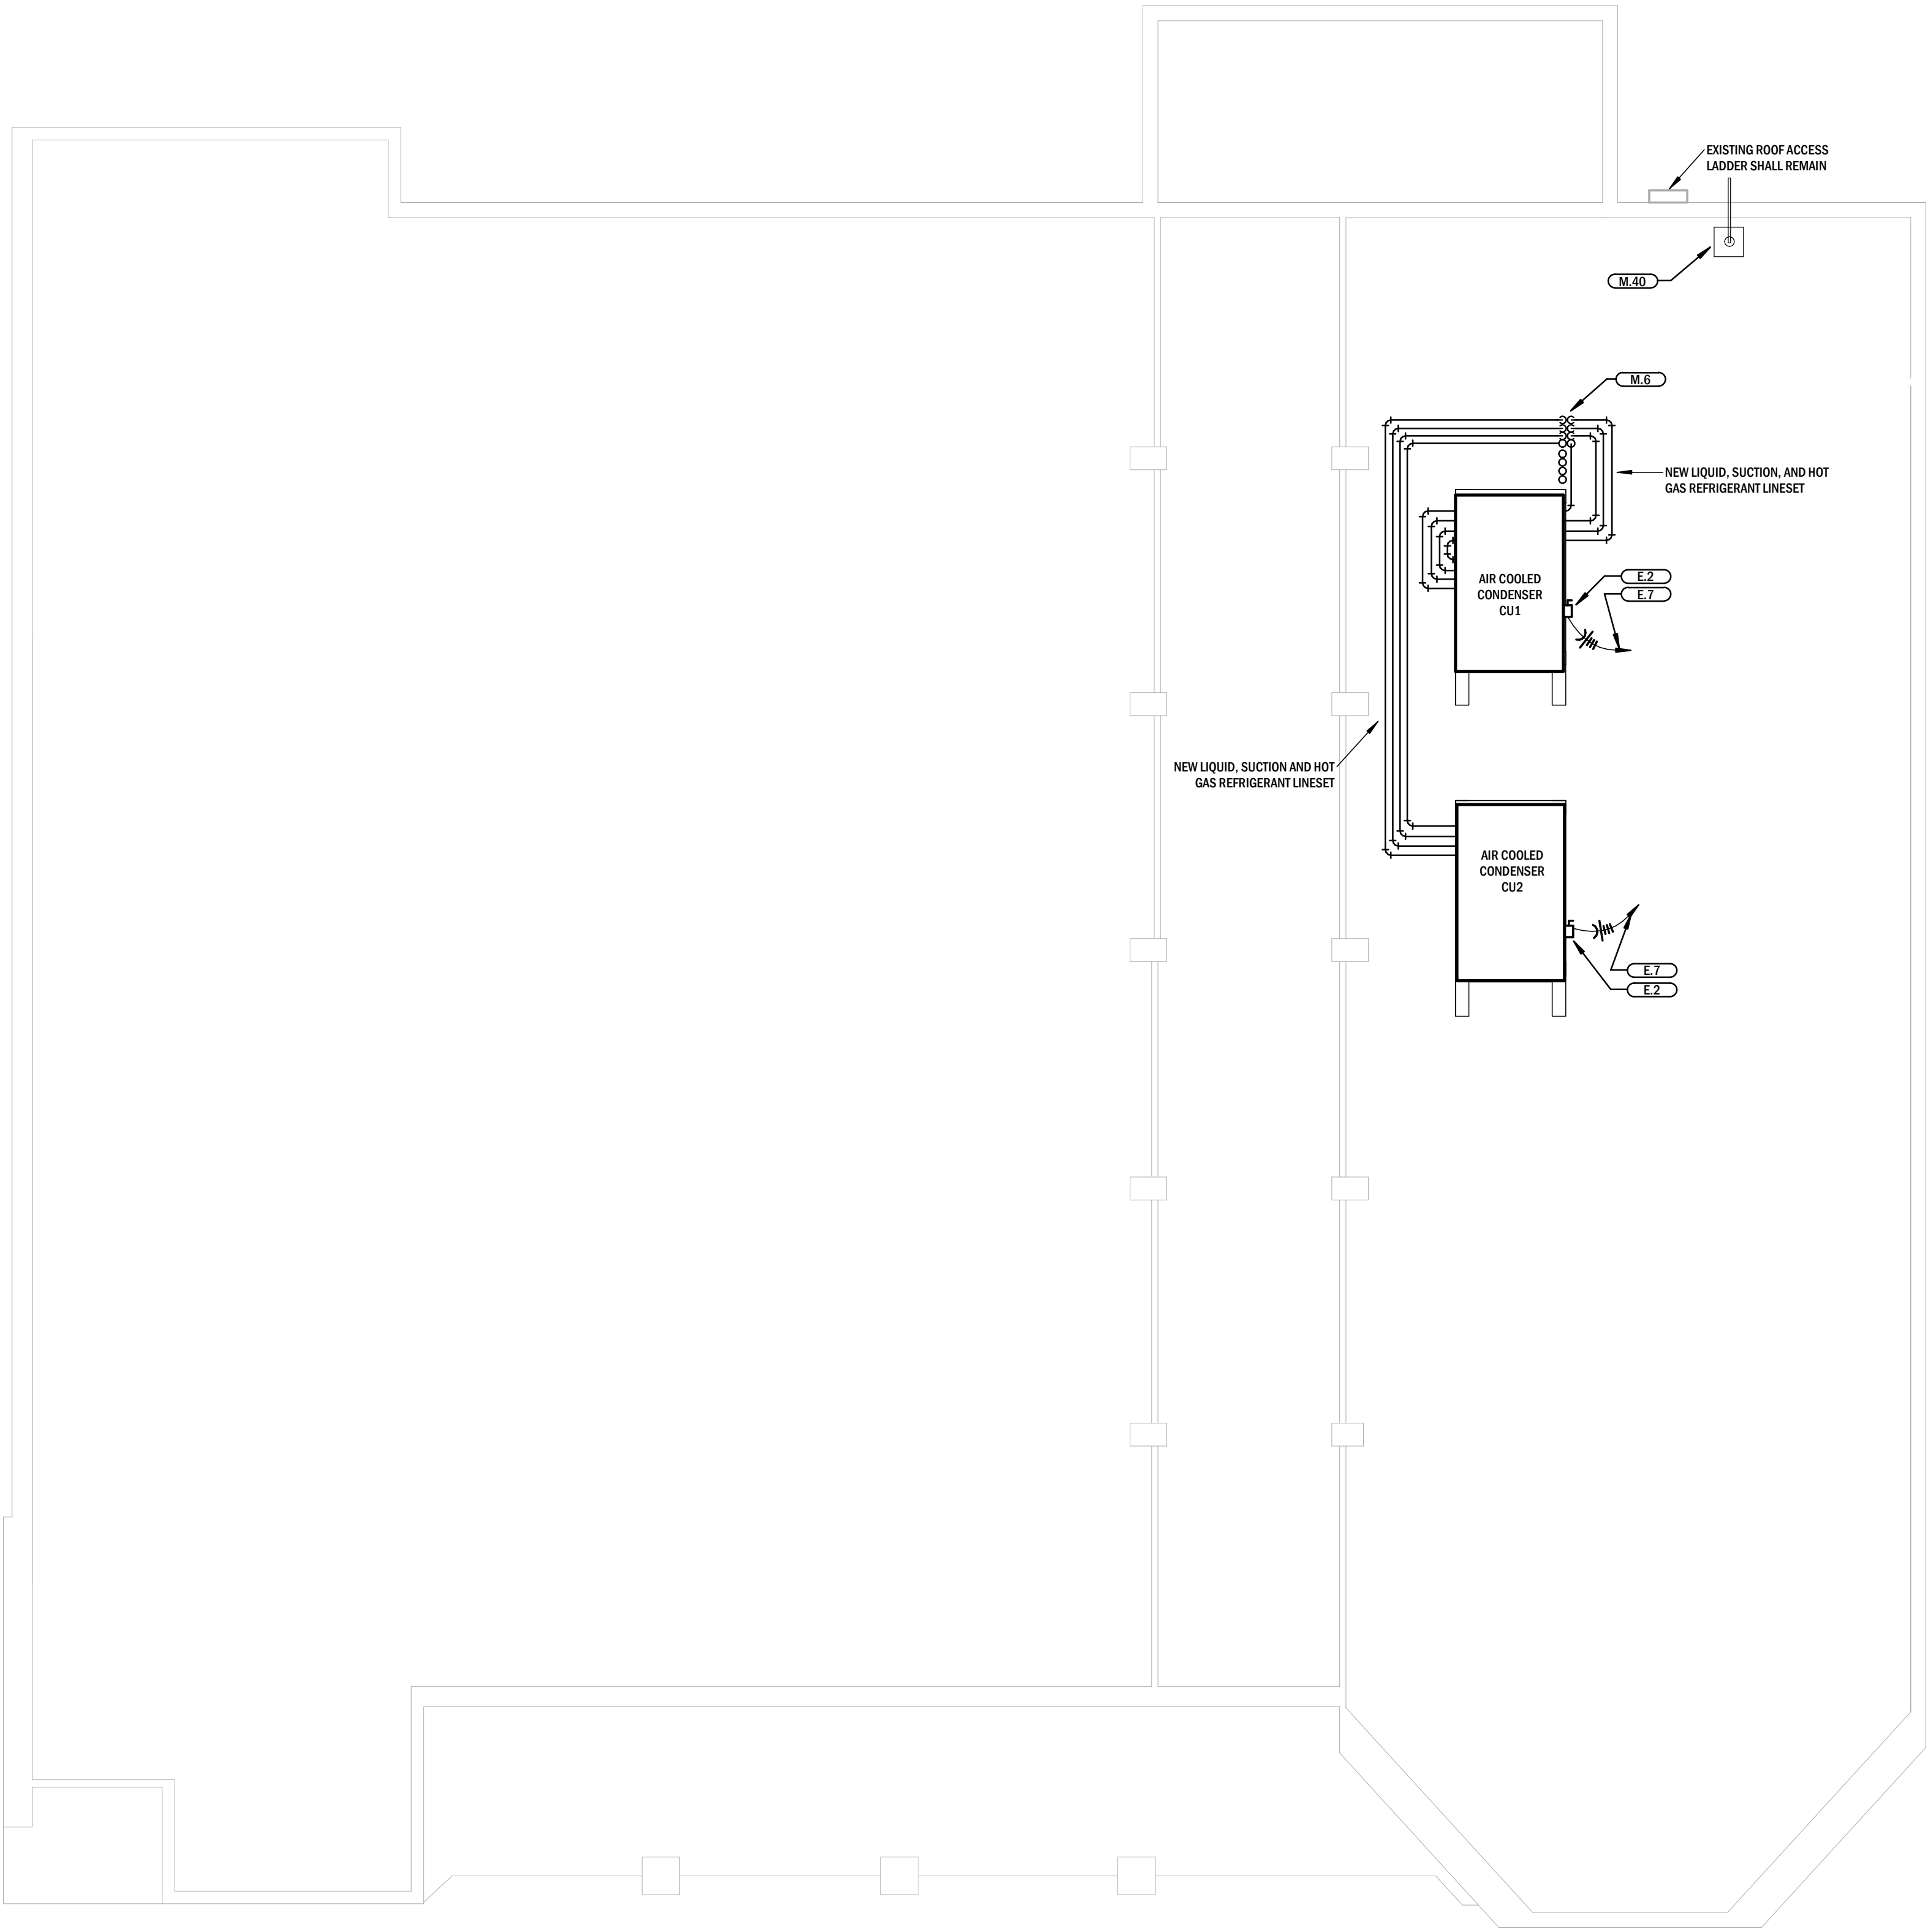 EXISTING ROOF ACCESS
LADDER SHALL REMAIN
M.40
M.6
NEW LIQUID, SUCTION, AND HOT
GAS REFRIGERANT LINESET
AIR COOLED
CONDENSER
CU1
E.2
E.7
NEW LIQUID, SUCTION AND HOT
GAS REFRIGERANT LINESET
AIR COOLED
CONDENSER
CU2
E.7
E.2